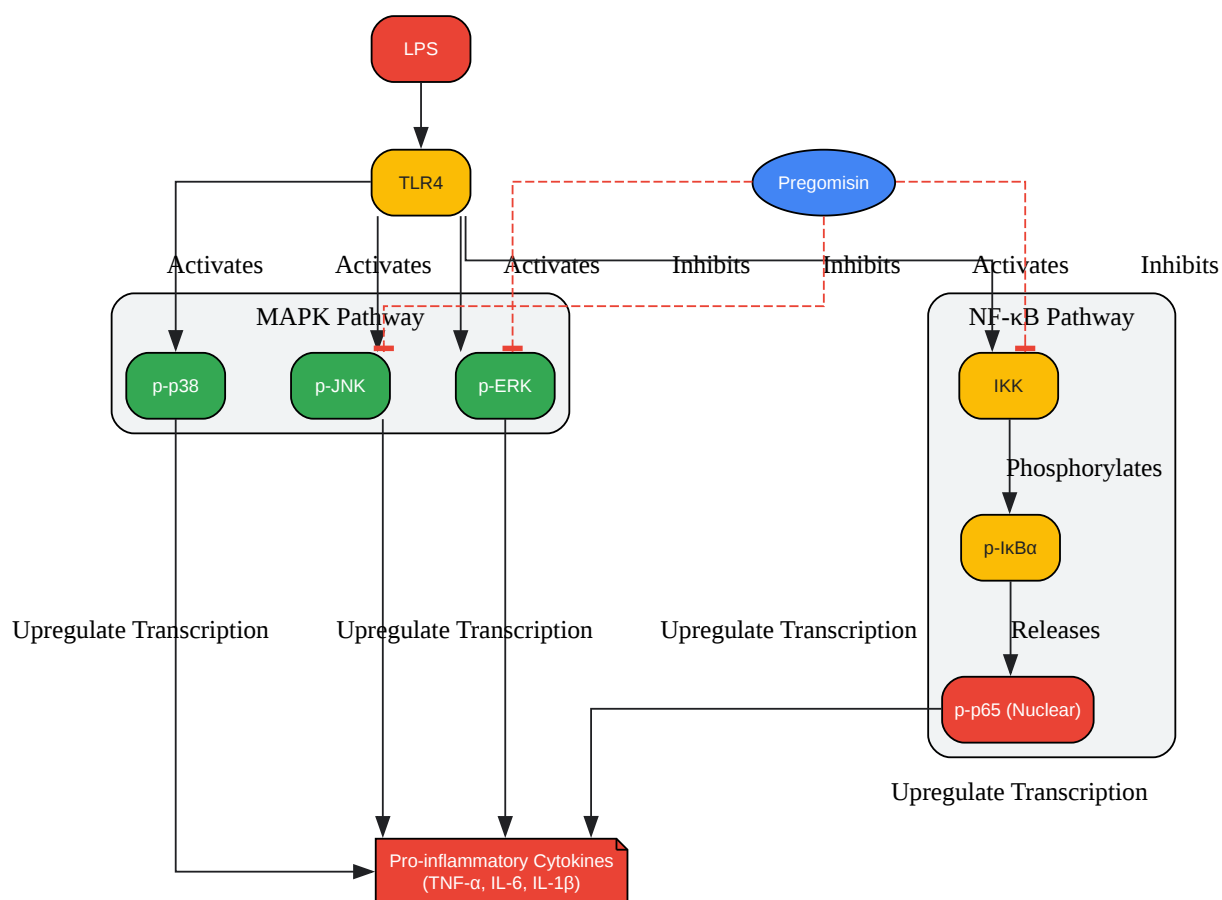 LPS
TLR4
Pregomisin
Activates
Activates
Activates
Inhibits
Inhibits
Activates
Inhibits
MAPK Pathway
NF-κB Pathway
p-p38
p-JNK
p-ERK
IKK
Phosphorylates
p-IκBα
Upregulate Transcription
Upregulate Transcription
Upregulate Transcription
Releases
p-p65 (Nuclear)
Upregulate Transcription
Pro-inflammatory Cytokines
(TNF-α, IL-6, IL-1β)